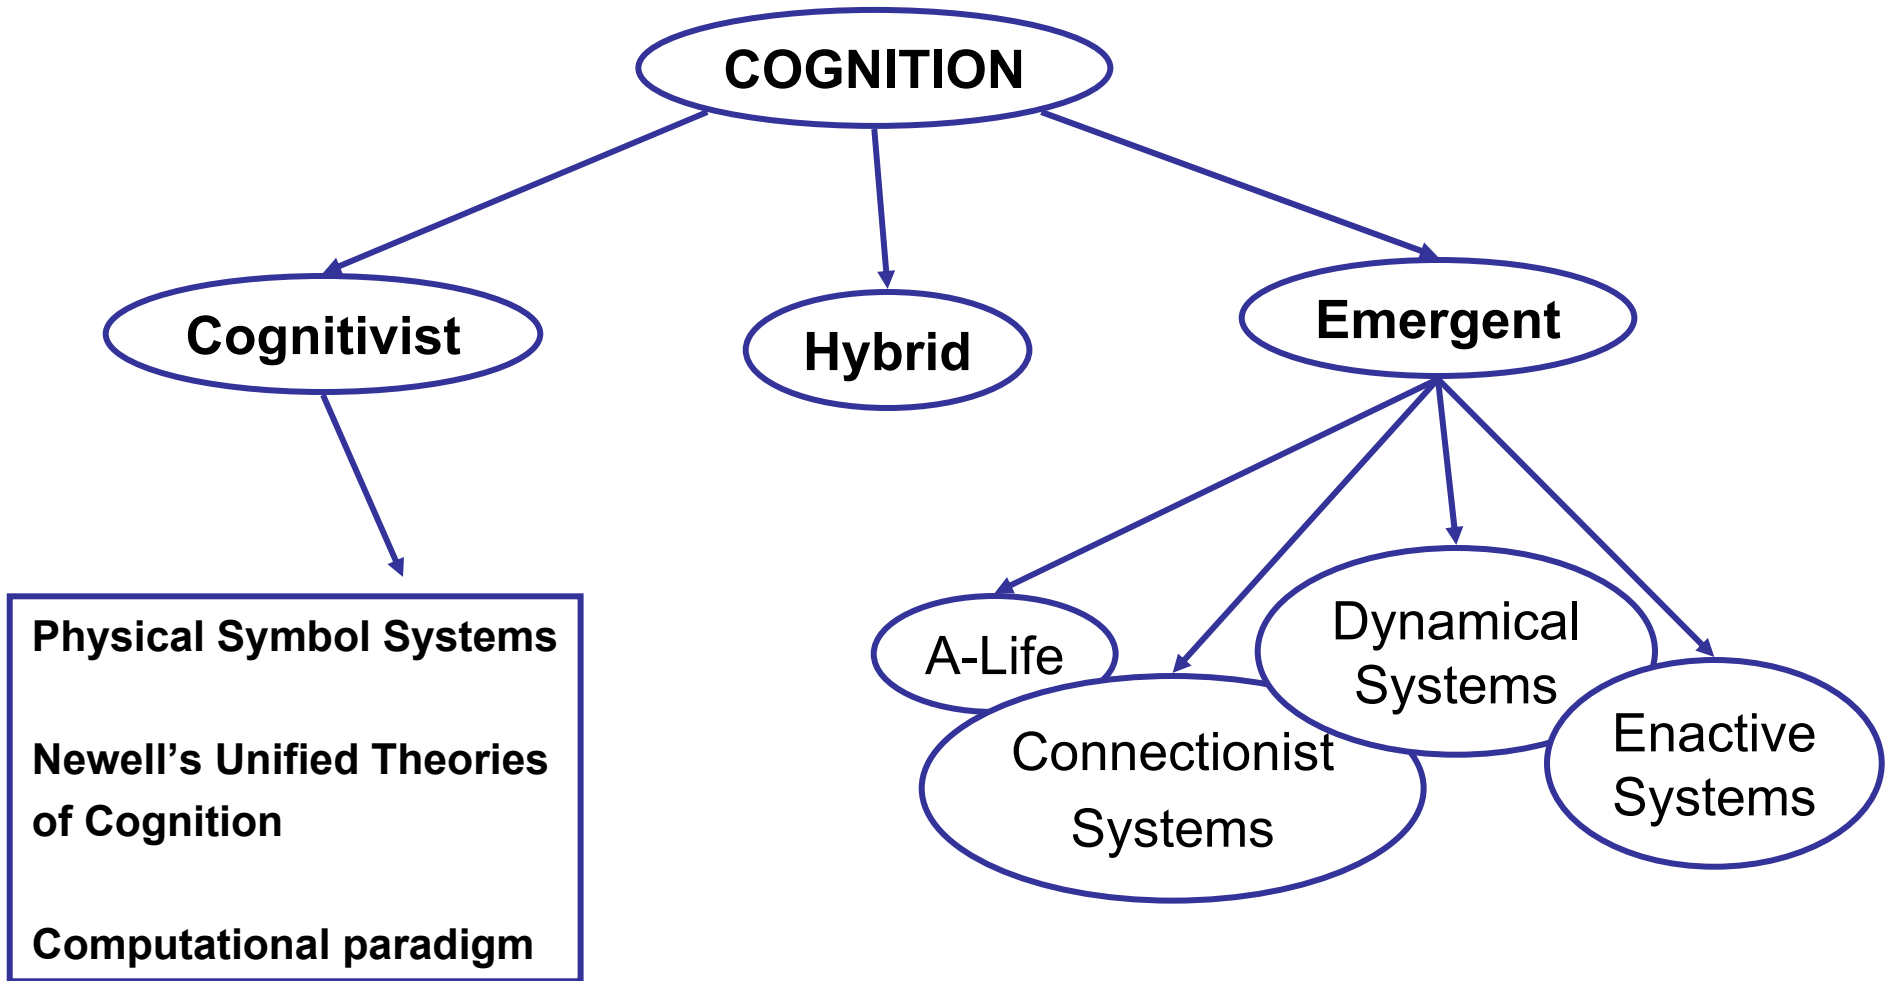 COGNITION
Cognitivist
Hybrid
Emergent
Physical Symbol Systems
Newell’s Unified Theories
of Cognition
Computational paradigm
A-Life
Connectionist
Systems
Dynamical
Systems
Enactive
Systems